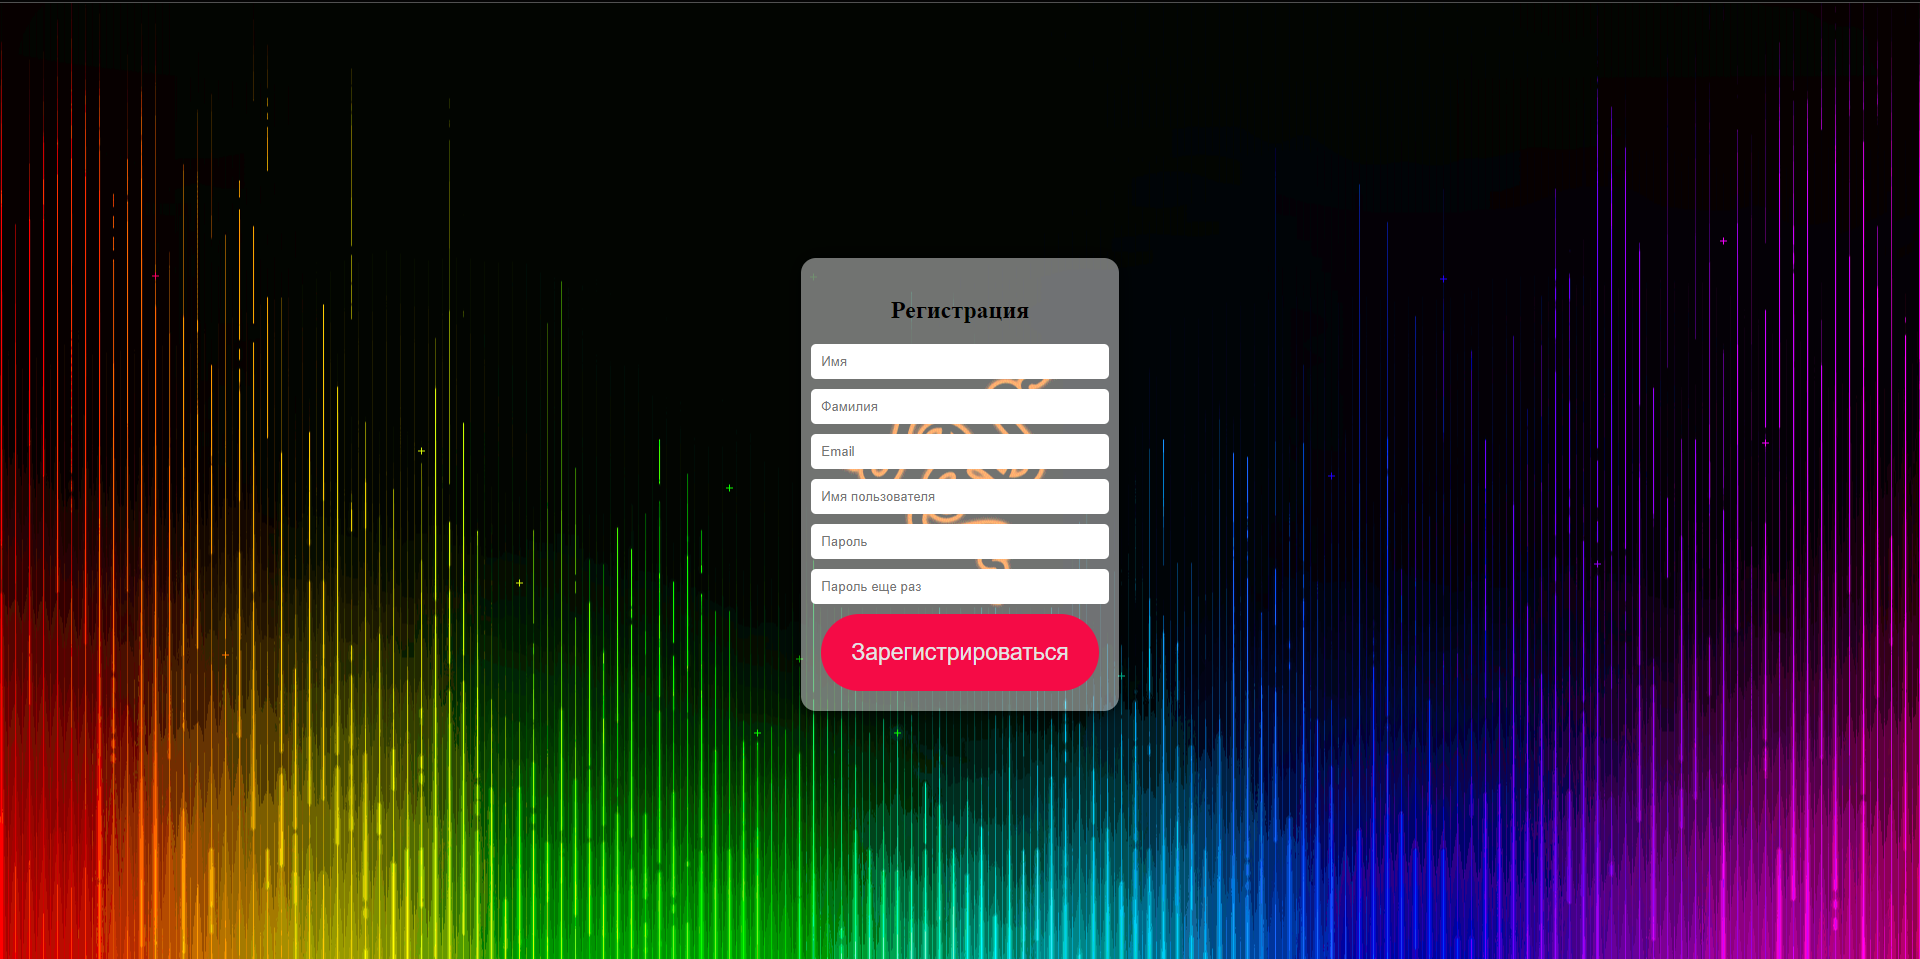 Регистрация
Имя
Фамилия
Email
Имя пользователя
Пароль
Пароль еще раз
Зарегистрироваться